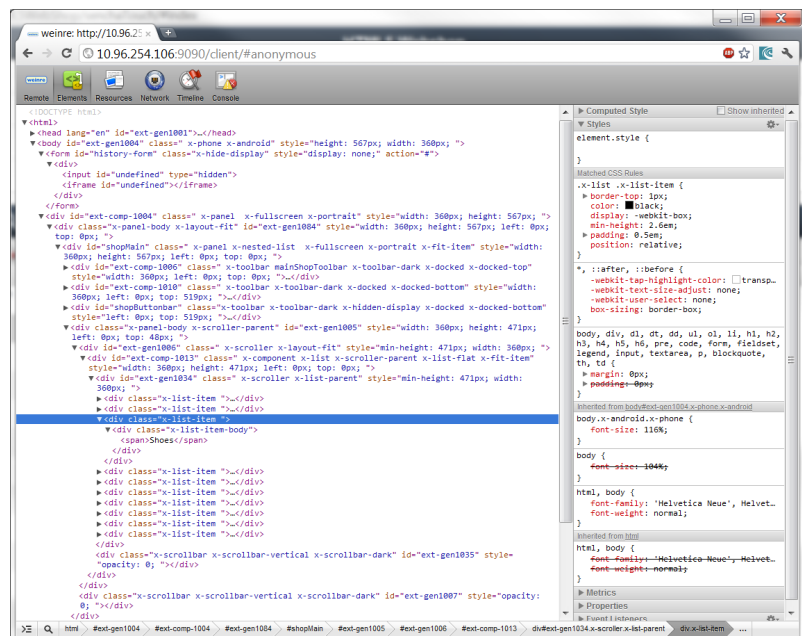 weinre: http://10.96.25
10.96.254.106:9090/client/#anonymous
weinre
Remote Elements Resources Network Timeline Console
<!DOCTYPE html>
▼<html>
▶<head lang="en" id="ext-gen1001">…</head>
▼<body id="ext-gen1004" class=" x-phone x-android" style="height: 567px; width: 360px; ">
▼<form id="history-form" class="x-hide-display" style="display: none;" action="#">
▼<div>
<input id="undefined" type="hidden">
<iframe id="undefined"></iframe>
</div>
</form>
▼<div id="ext-comp-1004" class=" x-panel  x-fullscreen x-portrait" style="width: 360px; height: 567px; ">
▼<div class="x-panel-body x-layout-fit" id="ext-gen1084" style="width: 360px; height: 567px; left: 0px;
top: 0px; ">
▼<div id="shopMain" class=" x-panel x-nested-list  x-fullscreen x-portrait x-fit-item" style="width:
360px; height: 567px; left: 0px; top: 0px; ">
▶<div id="ext-comp-1006" class=" x-toolbar mainShopToolbar x-toolbar-dark x-docked x-docked-top"
style="width: 360px; left: 0px; top: 0px; ">…</div>
▶<div id="ext-comp-1010" class=" x-toolbar x-toolbar-dark x-docked x-docked-bottom" style="width:
360px; left: 0px; top: 519px; ">…</div>
▶<div id="shopButtonbar" class="x-toolbar x-toolbar-dark x-hidden-display x-docked x-docked-bottom"
style="left: 0px; top: 519px; ">…</div>
▼<div class="x-panel-body x-scroller-parent" id="ext-gen1005" style="width: 360px; height: 471px;
left: 0px; top: 48px; ">
▼<div id="ext-gen1006" class=" x-scroller x-layout-fit" style="min-height: 471px; width: 360px; ">
▼<div id="ext-comp-1013" class=" x-component x-list x-scroller-parent x-list-flat x-fit-item"
style="width: 360px; height: 471px; left: 0px; top: 0px; ">
▼<div id="ext-gen1034" class=" x-scroller x-list-parent" style="min-height: 471px; width:
360px; ">
▶<div class="x-list-item ">…</div>
▶<div class="x-list-item ">…</div>
▼<div class="x-list-item ">
▼<div class="x-list-item-body">
<span>Shoes</span>
</div>
</div>
▶<div class="x-list-item ">…</div>
▶<div class="x-list-item ">…</div>
▶<div class="x-list-item ">…</div>
▶<div class="x-list-item ">…</div>
▶<div class="x-list-item ">…</div>
▶<div class="x-list-item ">…</div>
</div>
<div class="x-scrollbar x-scrollbar-vertical x-scrollbar-dark" id="ext-gen1035" style=
"opacity: 0; "></div>
</div>
</div>
<div class="x-scrollbar x-scrollbar-vertical x-scrollbar-dark" id="ext-gen1007" style="opacity:
0; "></div>
</div>
▶ Computed Style Show inherited
▼ Styles
element.style {
}
Matched CSS Rules
.x-list .x-list-item {
▶ border-top: 1px;
color: black;
display: -webkit-box;
min-height: 2.6em;
▶ padding: 0.5em;
position: relative;
}
*, ::after, ::before {
-webkit-tap-highlight-color: transp…
-webkit-text-size-adjust: none;
-webkit-user-select: none;
box-sizing: border-box;
}
body, div, dl, dt, dd, ul, ol, li, h1, h2,
h3, h4, h5, h6, pre, code, form, fieldset,
legend, input, textarea, p, blockquote,
th, td {
▶ margin: 0px;
▶ padding: 0px;
}
Inherited from body#ext-gen1004.x-phone.x-android
body.x-android.x-phone {
font-size: 116%;
}
body {
font-size: 104%;
}
html, body {
font-family: 'Helvetica Neue', Helvet…
font-weight: normal;
}
Inherited from html
html, body {
font-family: 'Helvetica Neue', Helvet…
font-weight: normal;
}
▶ Metrics
▶ Properties
▶ Event Listeners
html #ext-gen1004 #ext-comp-1004 #ext-gen1084 #shopMain #ext-gen1005 #ext-gen1006 #ext-comp-1013 div#ext-gen1034.x-scroller.x-list-parent div.x-list-item ...